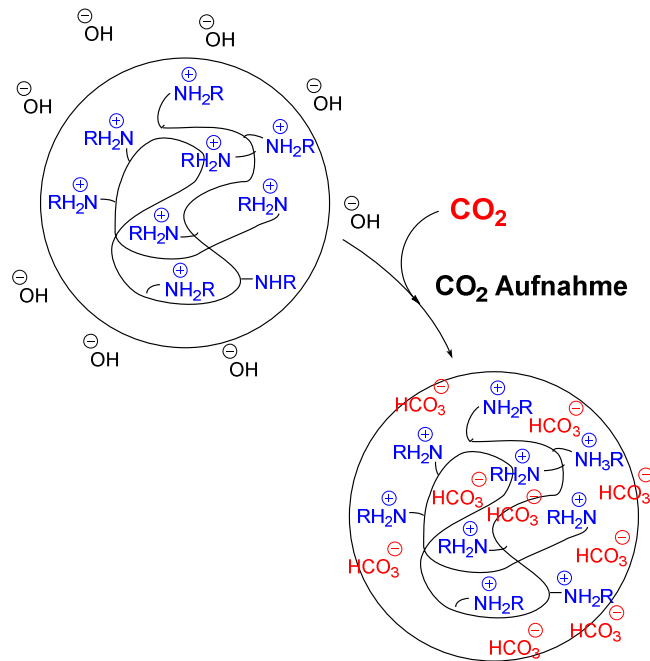 ⊖OH
⊖OH
⊕NH₂R
⊖OH
⊖OH
RH₂N⊕
⊕NH₂R
RH₂N⊕
RH₂N⊕
RH₂N⊕
⊖OH
CO₂
RH₂N⊕
NHR
⊕NH₂R
CO₂ Aufnahme
⊖OH
⊖OH
⊖OH
HCO₃⊖
⊕NH₂R
HCO₃⊖
RH₂N⊕
⊕NH₃R
RH₂N⊕
HCO₃⊖
HCO₃⊖
RH₂N⊕
HCO₃⊖
RH₂N⊕
RH₂N⊕
HCO₃⊖
HCO₃⊖
⊕NH₂R
⊕NH₂R
HCO₃⊖
HCO₃⊖